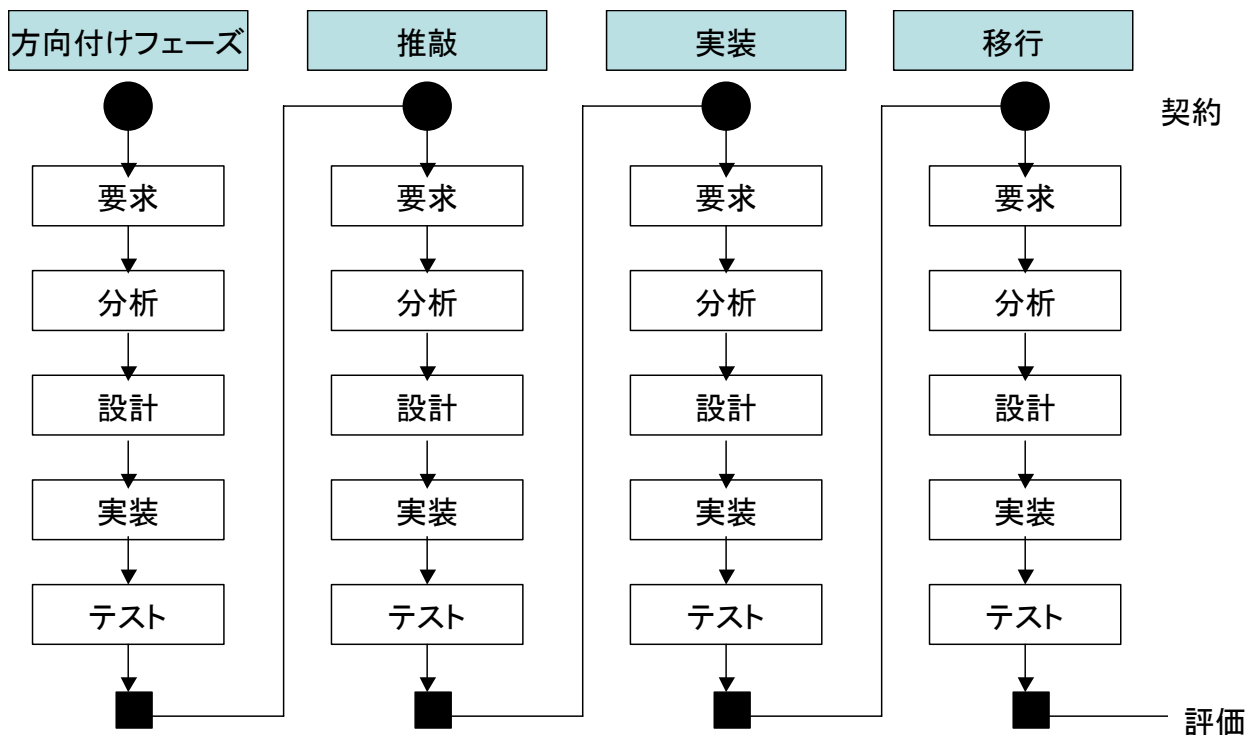 方向付けフェーズ
推敲
実装
移行
契約
要求
要求
要求
要求
分析
分析
分析
分析
設計
設計
設計
設計
実装
実装
実装
実装
テスト
テスト
テスト
テスト
評価